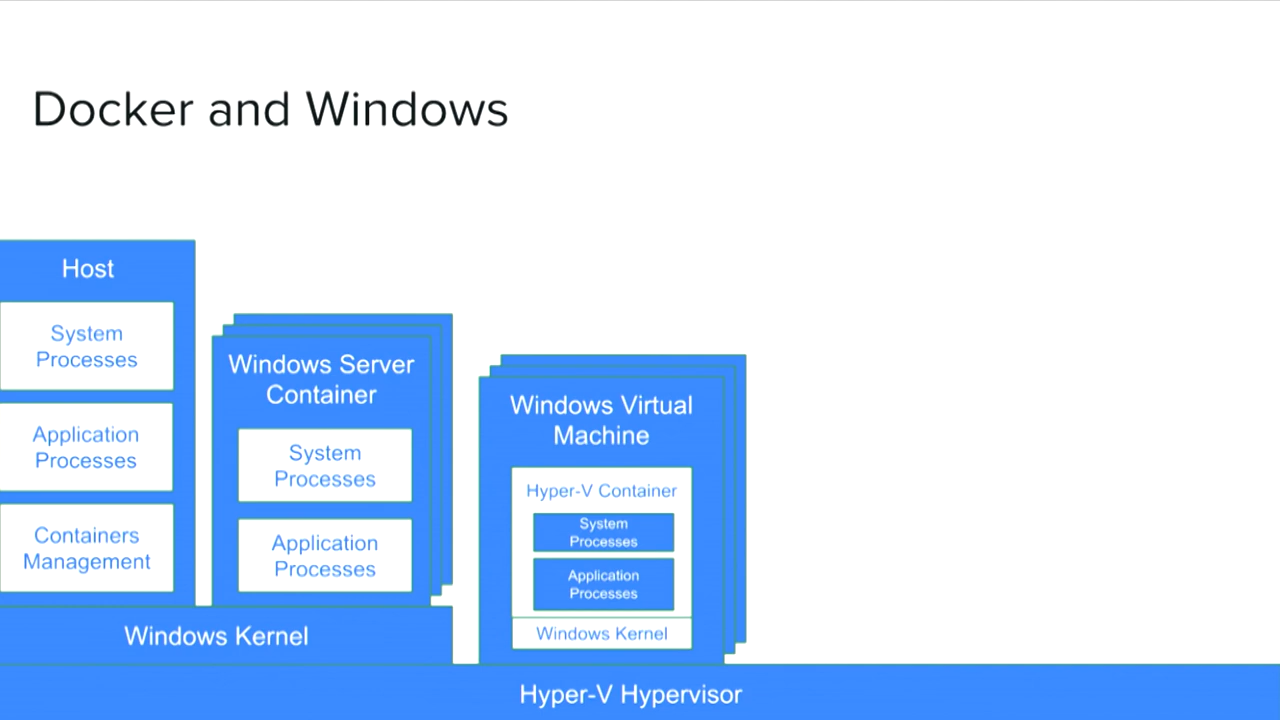 Docker and Windows
Host
System
Processes
Application
Processes
Containers
Management
Windows Server
Container
System
Processes
Application
Processes
Windows Kernel
Windows Virtual
Machine
Hyper-V Container
System
Processes
Application
Processes
Windows Kernel
Hyper-V Hypervisor